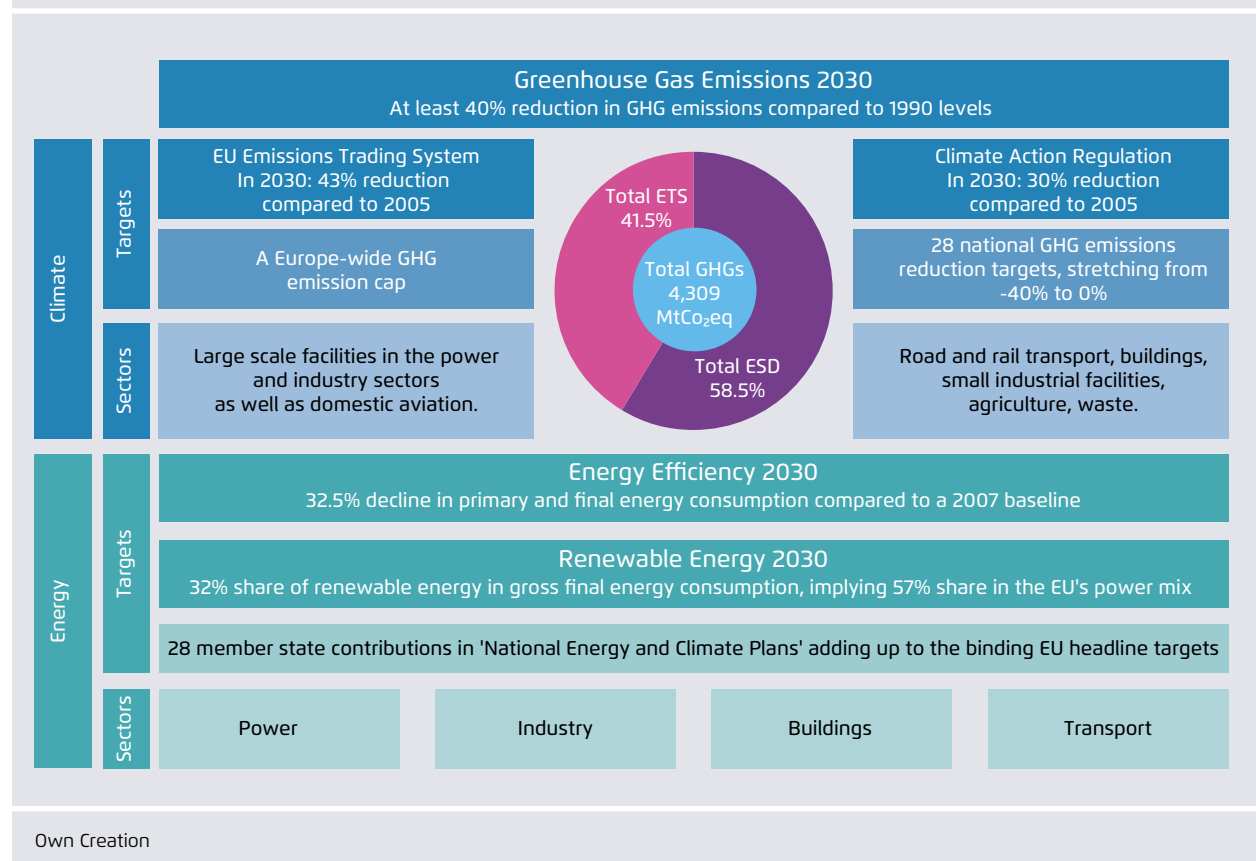 Greenhouse Gas Emissions 2030
At least 40% reduction in GHG emissions compared to 1990 levels
Climate
Targets
EU Emissions Trading System
In 2030: 43% reduction
compared to 2005
A Europe-wide GHG
emission cap
Total ETS
41.5%
Total GHGs
4,309
MtCo₂eq
Total ESD
58.5%
Climate Action Regulation
In 2030: 30% reduction
compared to 2005
28 national GHG emissions
reduction targets, stretching from
-40% to 0%
Sectors
Large scale facilities in the power
and industry sectors
as well as domestic aviation.
Road and rail transport, buildings,
small industrial facilities,
agriculture, waste.
Energy
Targets
Energy Efficiency 2030
32.5% decline in primary and final energy consumption compared to a 2007 baseline
Renewable Energy 2030
32% share of renewable energy in gross final energy consumption, implying 57% share in the EU's power mix
28 member state contributions in 'National Energy and Climate Plans' adding up to the binding EU headline targets
Sectors
Power
Industry
Buildings
Transport
Own Creation